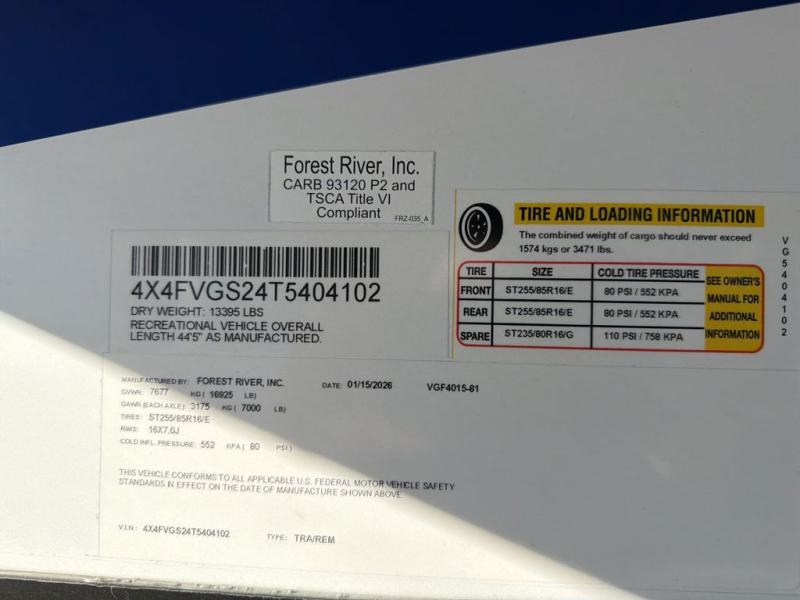 Forest River, Inc.
CARB 93120 P2 and
TSCA Title VI
Compliant
FRZ-035_A
4X4FVGS24T5404102
DRY WEIGHT: 13395 LBS
RECREATIONAL VEHICLE OVERALL
LENGTH 44'5" AS MANUFACTURED.
TIRE AND LOADING INFORMATION
The combined weight of cargo should never exceed
1574 kgs or 3471 lbs.
TIRE SIZE COLD TIRE PRESSURE
FRONT ST255/85R16/E 80 PSI / 552 KPA
REAR ST255/85R16/E 80 PSI / 552 KPA
SPARE ST235/80R16/G 110 PSI / 758 KPA
SEE OWNER'S
MANUAL FOR
ADDITIONAL
INFORMATION
VG5404102
MANUFACTURED BY: FOREST RIVER, INC. DATE: 01/15/2026 VGF4015-81
GVWR: 7677 KG ( 16925 LB)
GAWR (EACH AXLE): 3175 KG ( 7000 LB)
TIRES: ST255/85R16/E
RIMS: 16X7.0J
COLD INFL. PRESSURE: 552 KPA ( 80 PSI)
THIS VEHICLE CONFORMS TO ALL APPLICABLE U.S. FEDERAL MOTOR VEHICLE SAFETY
STANDARDS IN EFFECT ON THE DATE OF MANUFACTURE SHOWN ABOVE.
V.I.N.: 4X4FVGS24T5404102 TYPE: TRA/REM